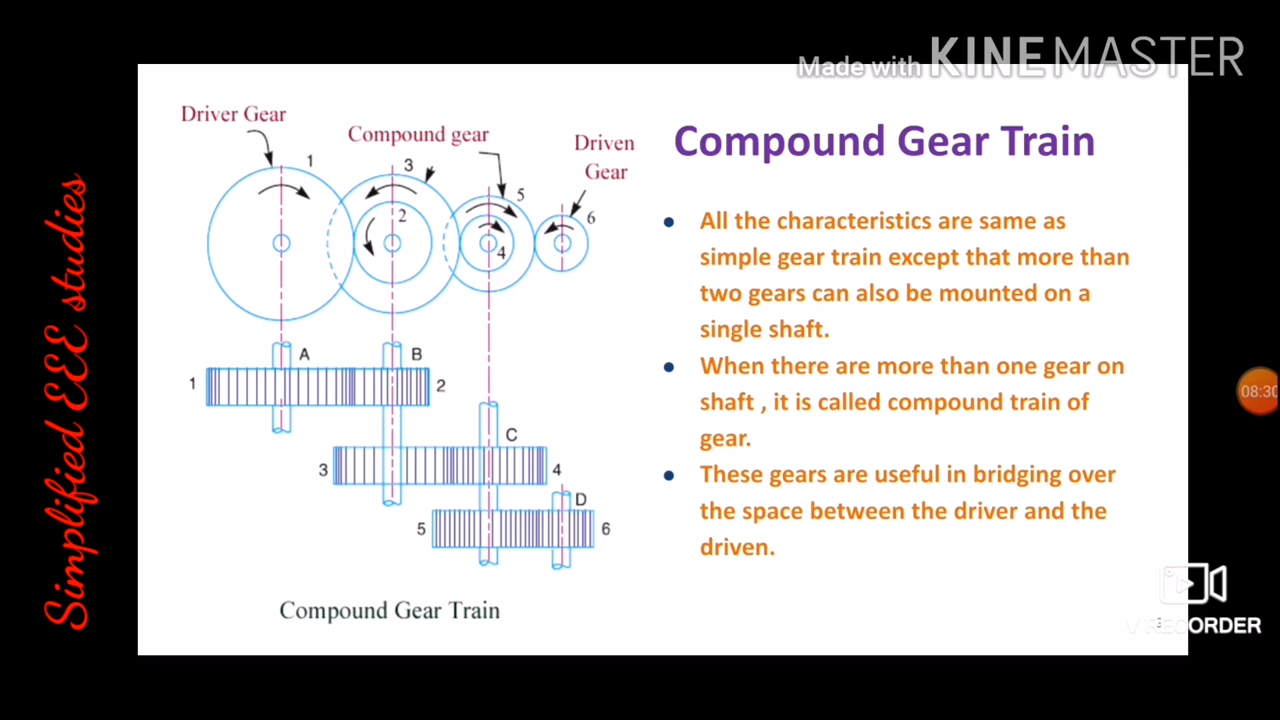 Made with KINEMASTER
Simplified EEE studies
Driver Gear
Compound gear
Driven
Gear
1
3
2
5
4
6
A
B
1
2
C
3
4
D
5
6
Compound Gear Train
Compound Gear Train
• All the characteristics are same as
simple gear train except that more than
two gears can also be mounted on a
single shaft.
• When there are more than one gear on
shaft , it is called compound train of
gear.
• These gears are useful in bridging over
the space between the driver and the
driven.
08:30
V RECORDER